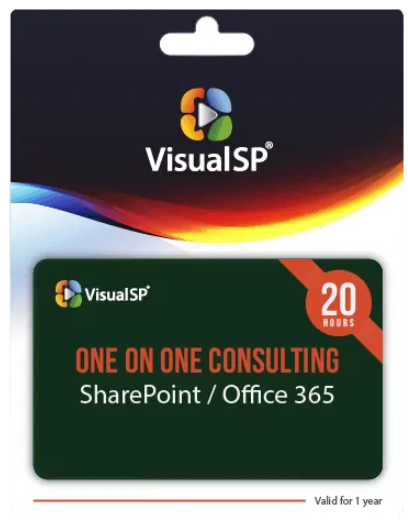 VisualSP®
VisualSP®
20
HOURS
ONE ON ONE CONSULTING
SharePoint / Office 365
Valid for 1 year